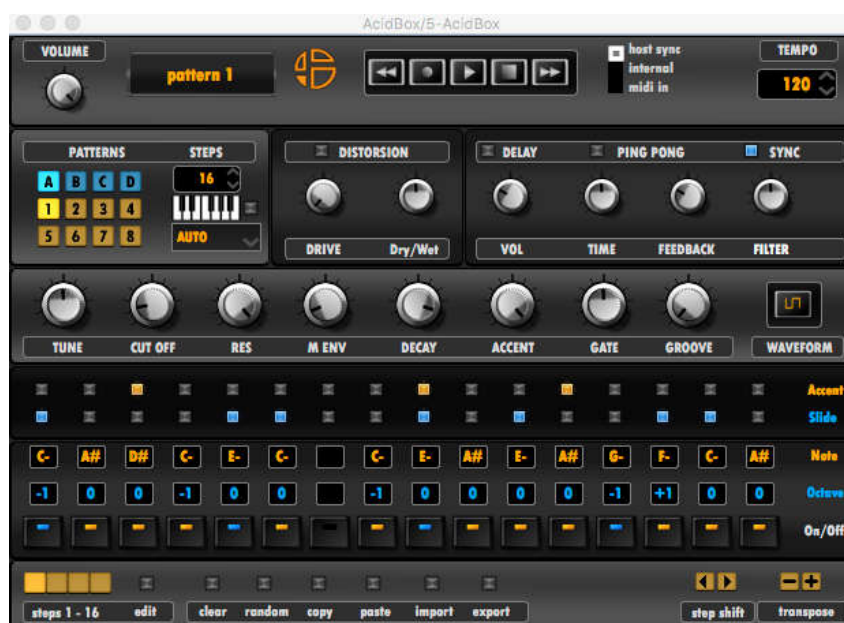 AcidBox/5-AcidBox
VOLUME
pattern 1
host sync
internal
midi in
TEMPO
120
PATTERNS STEPS
A B C D
16
1 2 3 4
5 6 7 8
AUTO
DISTORSION
DRIVE Dry/Wet
DELAY PING PONG SYNC
VOL TIME FEEDBACK FILTER
TUNE CUT OFF RES M ENV DECAY ACCENT GATE GROOVE WAVEFORM
Accent
Slide
C- A# D# C- E- C- C- E- A# E- A# G- F- C- A# Note
-1 0 0 -1 0 0 -1 0 0 0 0 -1 +1 0 0 Octave
On/Off
steps 1 - 16 edit clear random copy paste import export step shift transpose